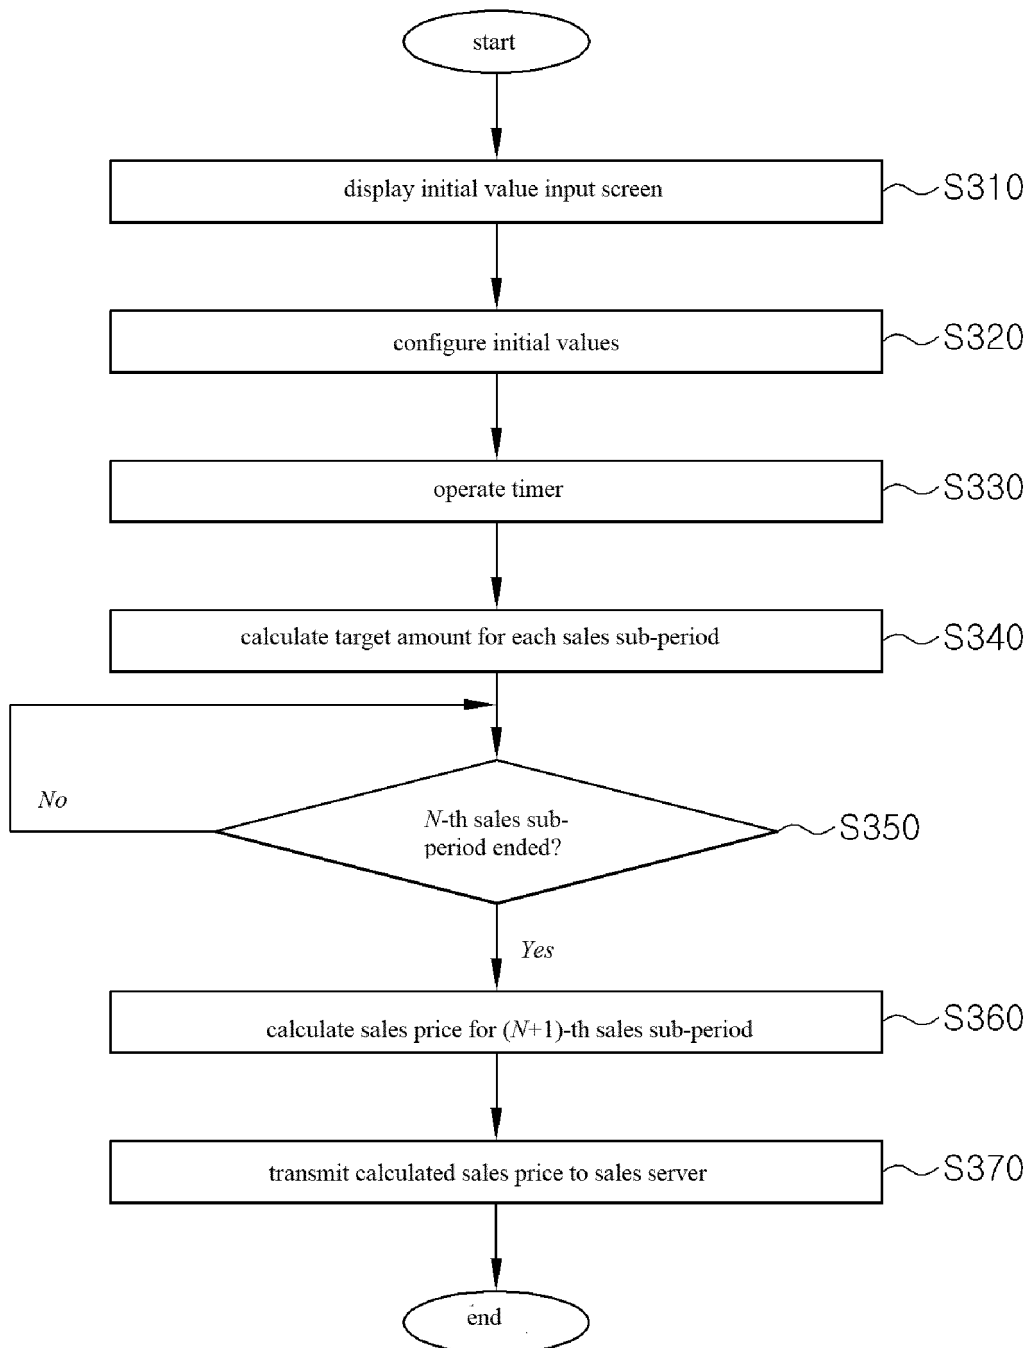 start
display initial value input screen
S310
configure initial values
S320
operate timer
S330
calculate target amount for each sales sub-period
S340
No
N-th sales sub-
period ended?
S350
Yes
calculate sales price for (N+1)-th sales sub-period
S360
transmit calculated sales price to sales server
S370
end